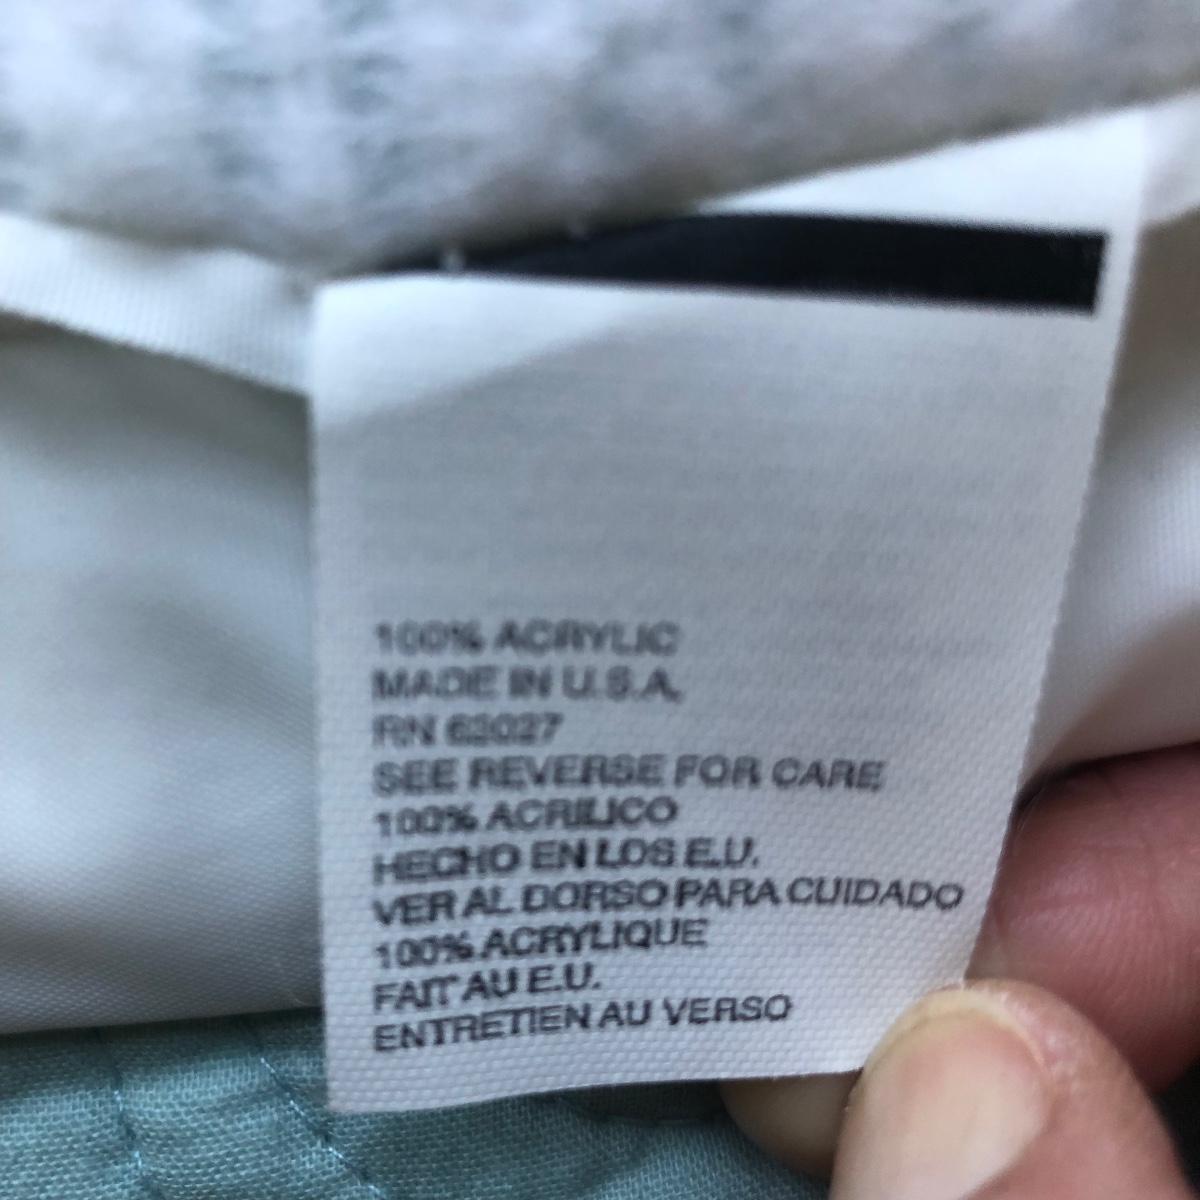 100% ACRYLIC
MADE IN U.S.A.
RN 63027
SEE REVERSE FOR CARE
100% ACRILICO
HECHO EN LOS E.U.
VER AL DORSO PARA CUIDADO
100% ACRYLIQUE
FAIT AU E.U.
ENTRETIEN AU VERSO